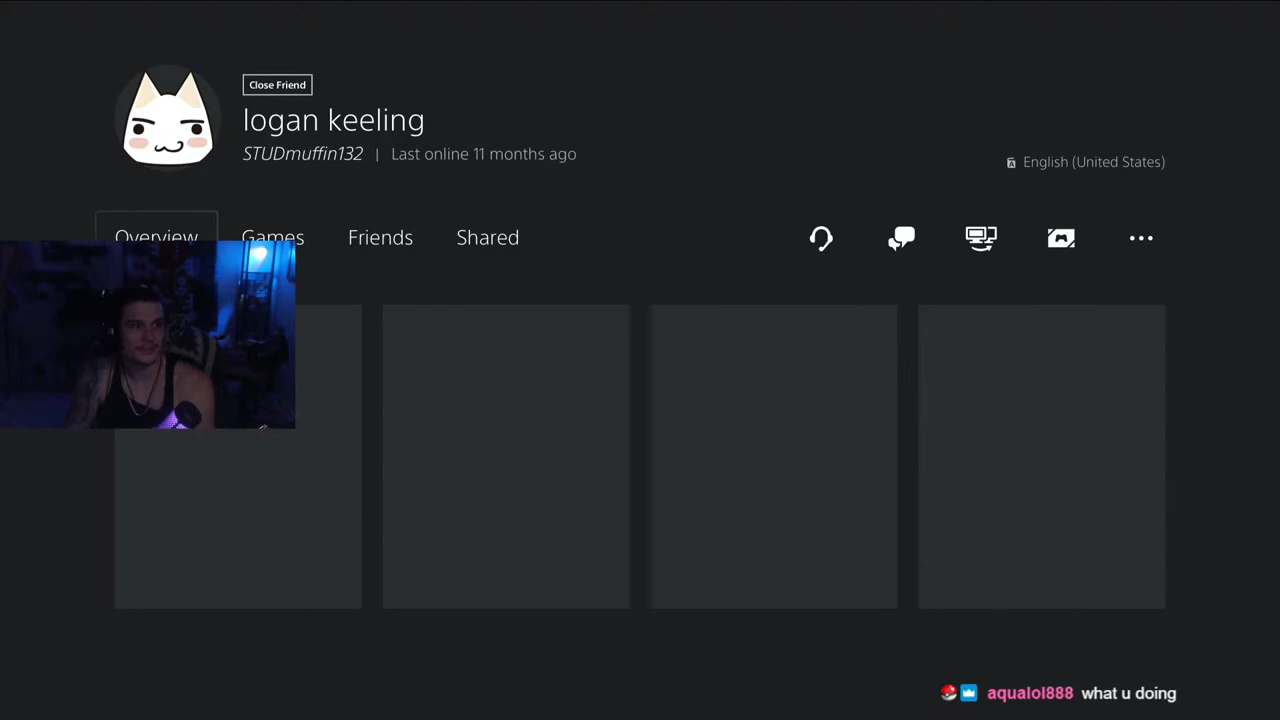 Close Friend
logan keeling
STUDmuffin132 | Last online 11 months ago
English (United States)
Overview Games Friends Shared
aqualol888 what u doing